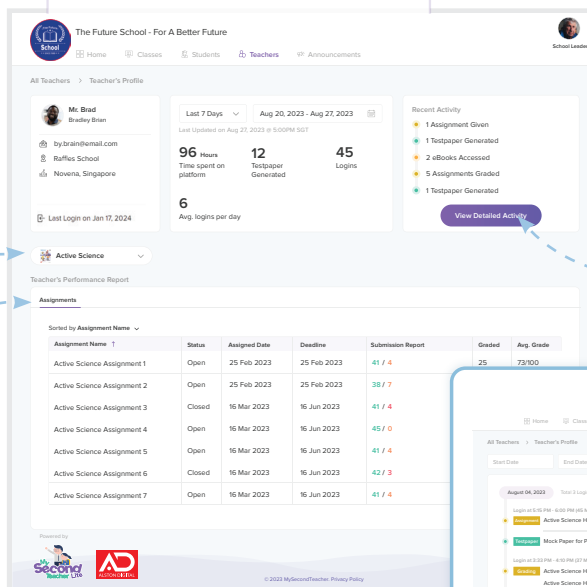 The Future School - For A Better Future
School
School Leader
Home
Classes
Students
Teachers
Announcements
All Teachers > Teacher's Profile
Mr. Brad
Bradley Brian
by.brain@email.com
Raffles School
Novena, Singapore
Last Login on Jan 17, 2024
Last 7 Days
Aug 20, 2023 - Aug 27, 2023
Last Updated on Aug 27, 2023 @ 5:00PM SGT
96 Hours
Time spent on
platform
12
Testpaper
Generated
45
Logins
6
Avg. logins per day
Recent Activity
1 Assignment Given
1 Testpaper Generated
2 eBooks Accessed
5 Assignments Graded
1 Testpaper Generated
View Detailed Activity
Active Science
Teacher's Performance Report
Assignments
Sorted by Assignment Name
Assignment Name ↑ Status Assigned Date Deadline Submission Report Graded Avg. Grade
Active Science Assignment 1 Open 25 Feb 2023 25 Feb 2023 41 / 4 25 73/100
Active Science Assignment 2 Open 25 Feb 2023 25 Feb 2023 38 / 7
Active Science Assignment 3 Closed 16 Mar 2023 16 Jun 2023 41 / 4
Active Science Assignment 4 Open 16 Mar 2023 16 Jun 2023 45 / 0
Active Science Assignment 5 Open 16 Mar 2023 16 Jun 2023 41 / 4
Active Science Assignment 6 Closed 16 Mar 2023 16 Jun 2023 42 / 3
Active Science Assignment 7 Open 16 Mar 2023 16 Jun 2023 41 / 4
Home
All Teachers > Teacher's Profile
Start Date
End Date
August 04, 2023
Assignment Active Science H
Testpaper Mock Paper for P
Grading Active Science H
Active Science H
Powered by
My Second Teacher Lite
AD
ALSTON DIGITAL
© 2023 MySecondTeacher. Privacy Policy